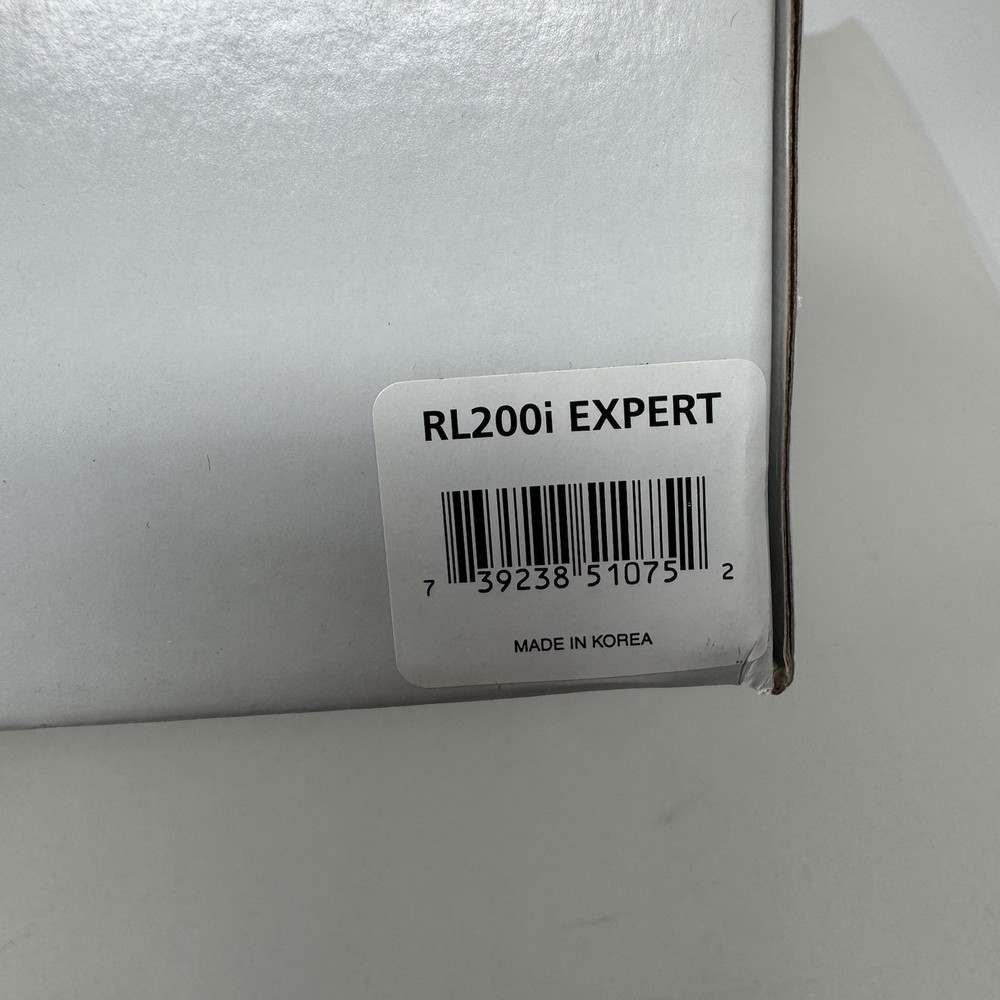 RL200i EXPERT
7 39238 51075 2
MADE IN KOREA